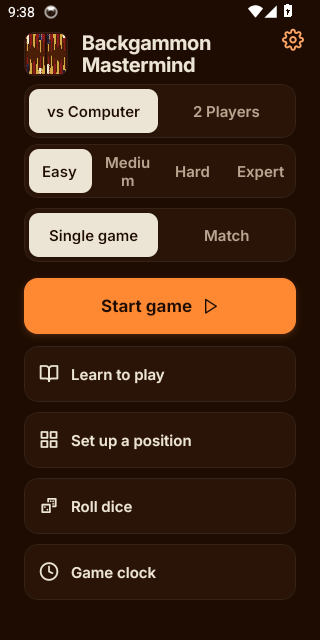 9:38
Backgammon
Mastermind
vs Computer
2 Players
Easy
Mediu
m
Hard
Expert
Single game
Match
Start game
Learn to play
Set up a position
Roll dice
Game clock